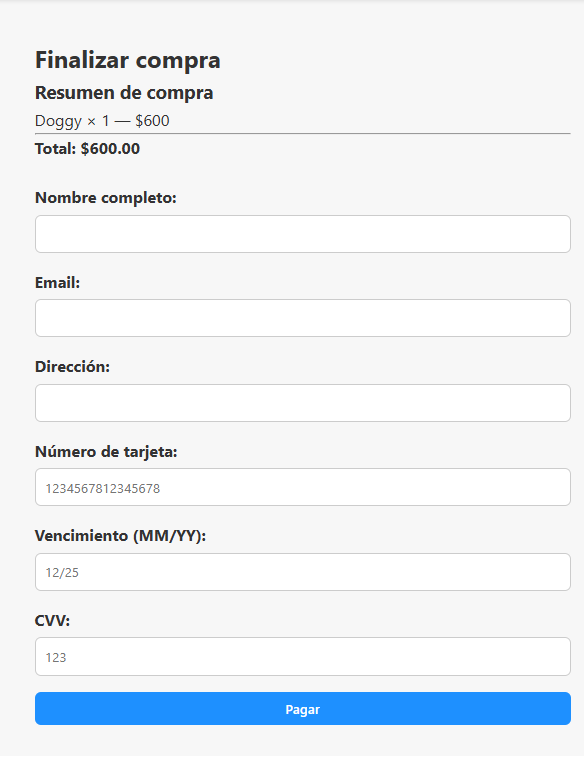 Finalizar compra
Resumen de compra
Doggy × 1 — $600
Total: $600.00
Nombre completo:
Email:
Dirección:
Número de tarjeta:
1234567812345678
Vencimiento (MM/YY):
12/25
CVV:
123
Pagar